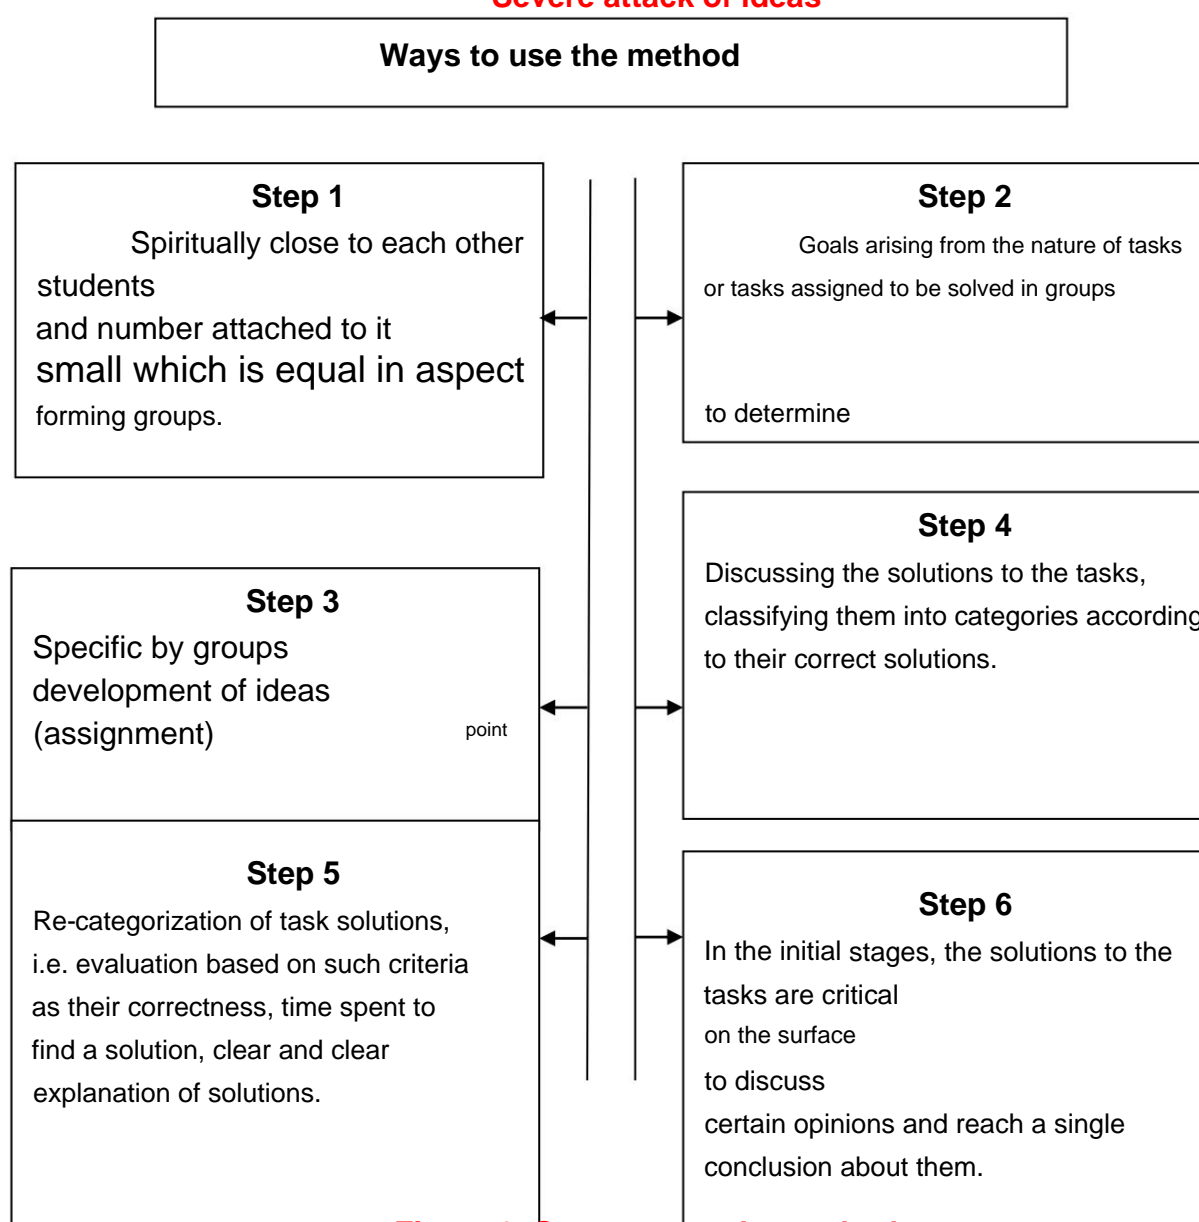 Severe attack of ideas
Ways to use the method
Step 1
Spiritually close to each other
students
and number attached to it
small which is equal in aspect
forming groups.
Step 2
Goals arising from the nature of tasks
or tasks assigned to be solved in groups
to determine
Step 3
Specific by groups
development of ideas
(assignment) point
Step 4
Discussing the solutions to the tasks,
classifying them into categories according
to their correct solutions.
Step 5
Re-categorization of task solutions,
i.e. evaluation based on such criteria
as their correctness, time spent to
find a solution, clear and clear
explanation of solutions.
Step 6
In the initial stages, the solutions to the
tasks are critical
on the surface
to discuss
certain opinions and reach a single
conclusion about them.